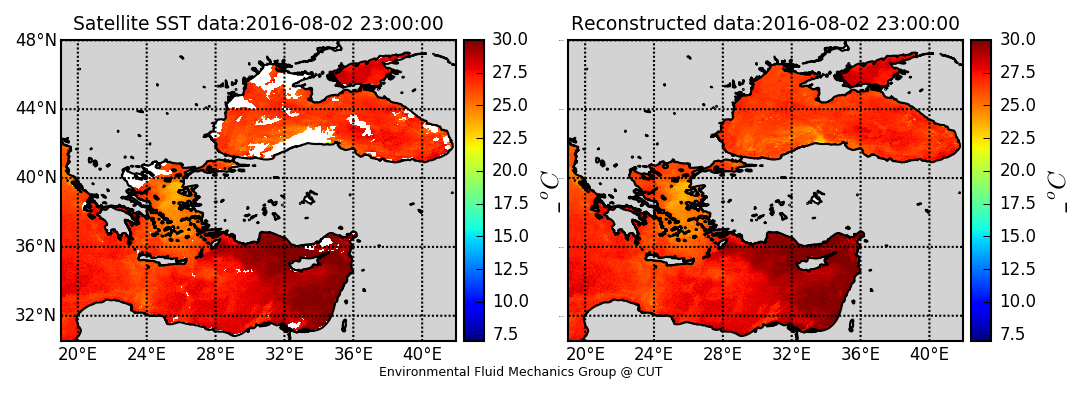 Satellite SST data:2016-08-02 23:00:00
Reconstructed data:2016-08-02 23:00:00
48°N
44°N
40°N
36°N
32°N
20°E 24°E 28°E 32°E 36°E 40°E
30.0
27.5
25.0
22.5
20.0
17.5
15.0
12.5
10.0
7.5
_ °C
20°E 24°E 28°E 32°E 36°E 40°E
30.0
27.5
25.0
22.5
20.0
17.5
15.0
12.5
10.0
7.5
_ °C
Environmental Fluid Mechanics Group @ CUT